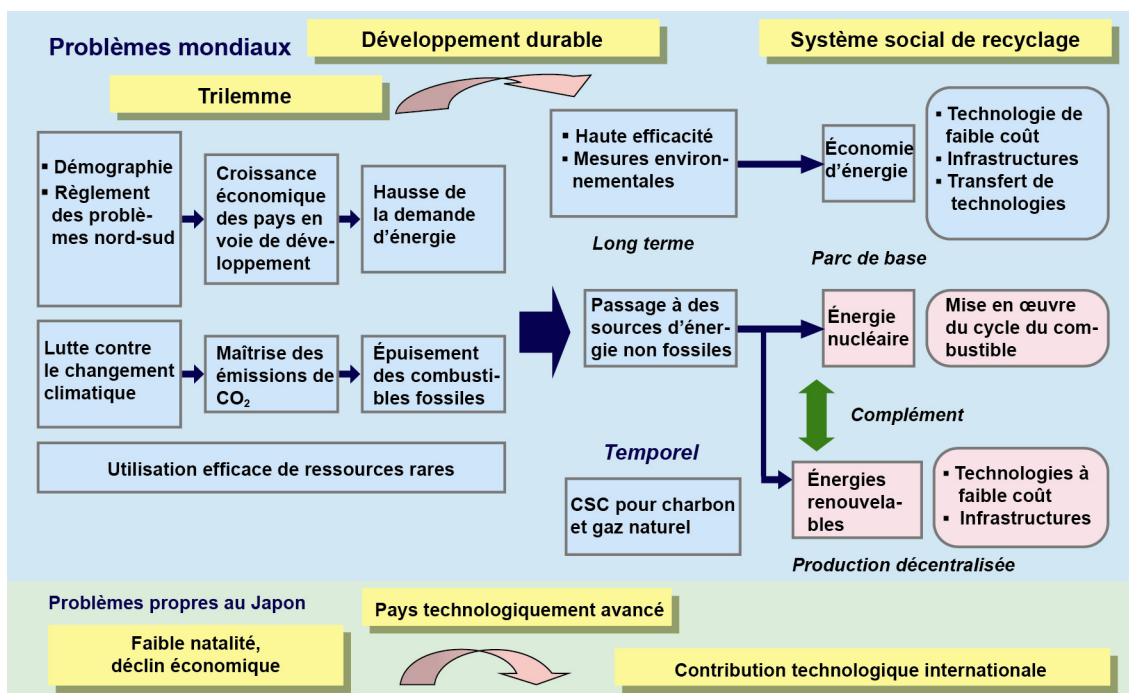 Problèmes mondiaux
Développement durable
Système social de recyclage
Trilemme
▪ Démographie
▪ Règlement
des problè-
mes nord-sud
Croissance
économique
des pays en
voie de déve-
loppement
Hausse de
la demande
d’énergie
▪ Haute efficacité
▪ Mesures environ-
nementales
Économie
d’énergie
▪ Technologie de
faible coût
▪ Infrastructures
▪ Transfert de
technologies
Long terme
Parc de base
Lutte contre
le changement
climatique
Maîtrise des
émissions de
CO₂
Épuisement
des combusti-
bles fossiles
Passage à des
sources d’éner-
gie non fossiles
Énergie
nucléaire
Mise en œuvre
du cycle du com-
bustible
Complément
Utilisation efficace de ressources rares
Temporel
CSC pour charbon
et gaz naturel
Énergies
renouvela-
bles
▪ Technologies à
faible coût
▪ Infrastructures
Production décentralisée
Problèmes propres au Japon
Pays technologiquement avancé
Faible natalité,
déclin économique
Contribution technologique internationale